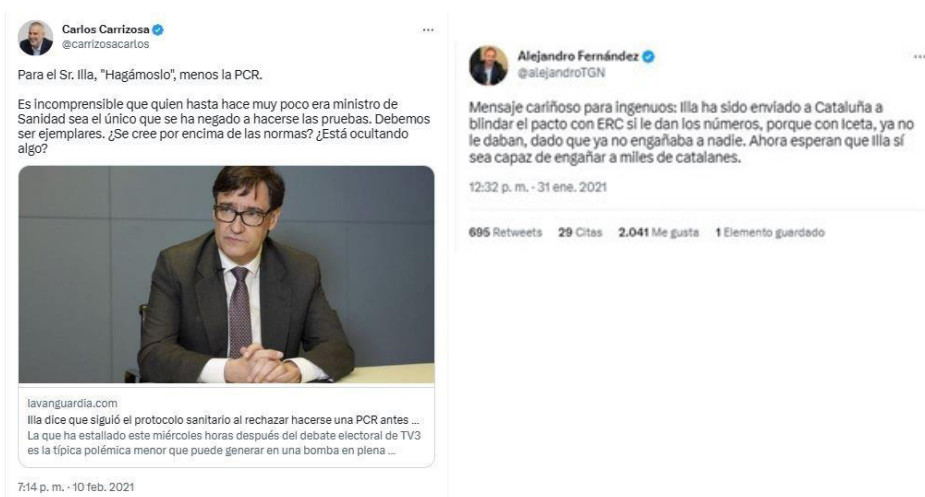 Carlos Carrizosa
@carrizosacarlos
Para el Sr. Illa, "Hagámoslo", menos la PCR.
Es incomprensible que quien hasta hace muy poco era ministro de
Sanidad sea el único que se ha negado a hacerse las pruebas. Debemos
ser ejemplares. ¿Se cree por encima de las normas? ¿Está ocultando
algo?
lavanguardia.com
Illa dice que siguió el protocolo sanitario al rechazar hacerse una PCR antes ...
La que ha estallado este miércoles horas después del debate electoral de TV3
es la típica polémica menor que puede generar en una bomba en plena ...
7:14 p. m. · 10 feb. 2021
Alejandro Fernández
@alejandroTGN
Mensaje cariñoso para ingenuos: Illa ha sido enviado a Cataluña a
blindar el pacto con ERC si le dan los números, porque con Iceta, ya no
le daban, dado que ya no engañaba a nadie. Ahora esperan que Illa sí
sea capaz de engañar a miles de catalanes.
12:32 p. m. · 31 ene. 2021
695 Retweets 29 Citas 2.041 Me gusta 1 Elemento guardado